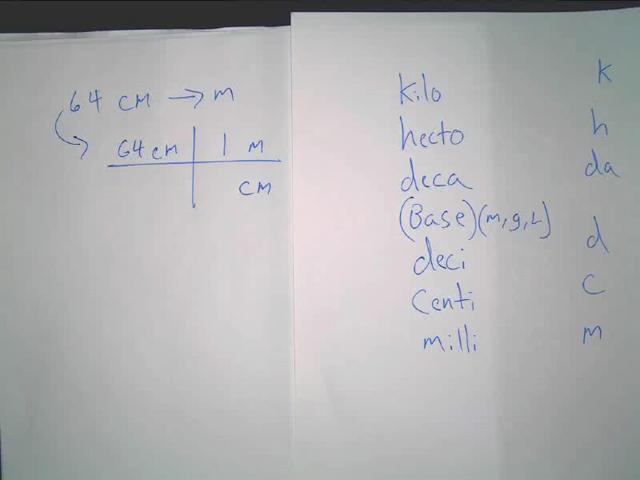 64 cm → m
64 cm 1 m
cm
kilo k
hecto h
deca da
(Base)(m,g,L)
deci d
Centi c
milli m